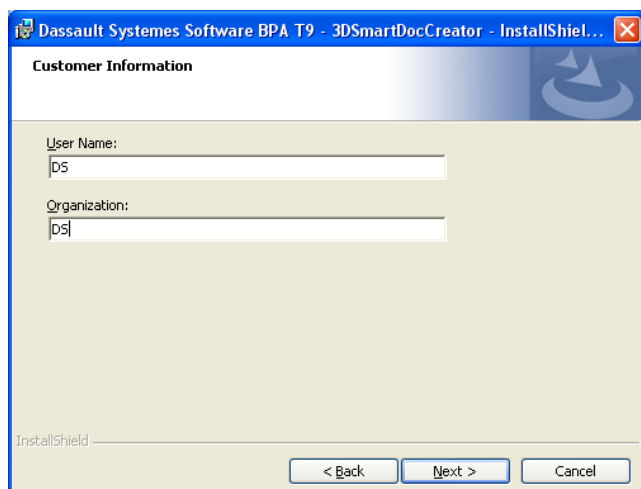 Dassault Systemes Software BPA T9 - 3DSmartDocCreator - InstallShiel...
Customer Information
User Name:
DS
Organization:
DS
InstallShield
< Back Next > Cancel